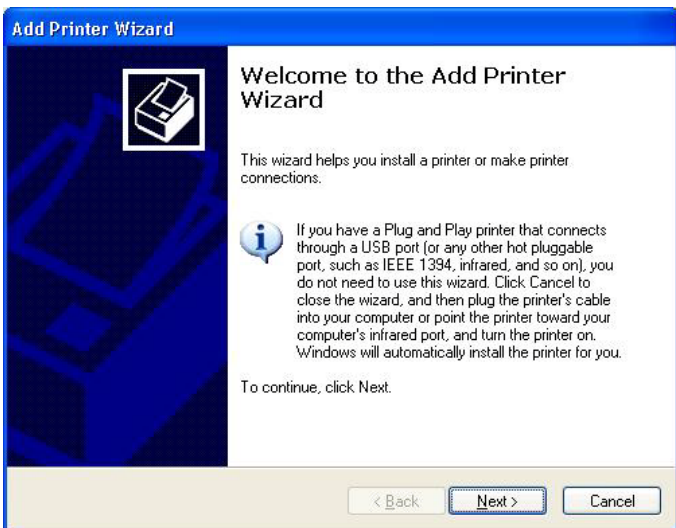 Add Printer Wizard
Welcome to the Add Printer
Wizard
This wizard helps you install a printer or make printer
connections.
If you have a Plug and Play printer that connects
through a USB port (or any other hot pluggable
port, such as IEEE 1394, infrared, and so on), you
do not need to use this wizard. Click Cancel to
close the wizard, and then plug the printer's cable
into your computer or point the printer toward your
computer's infrared port, and turn the printer on.
Windows will automatically install the printer for you.
To continue, click Next.
< Back Next > Cancel